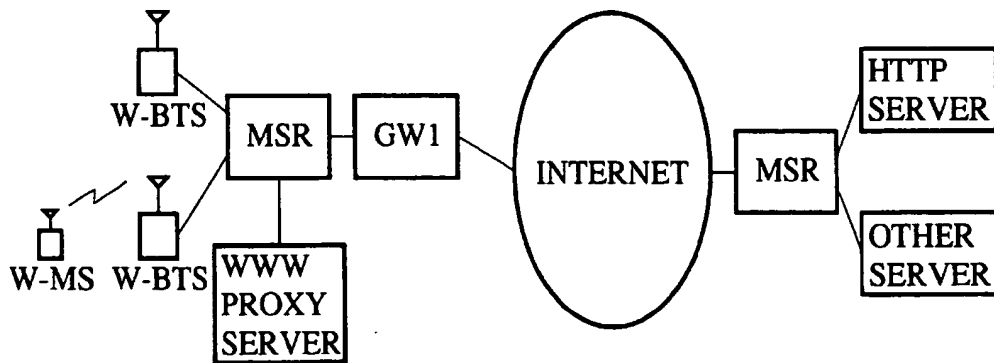 W-BTS
MSR
GW1
W-MS
W-BTS
WWW
PROXY
SERVER
INTERNET
MSR
HTTP
SERVER
OTHER
SERVER